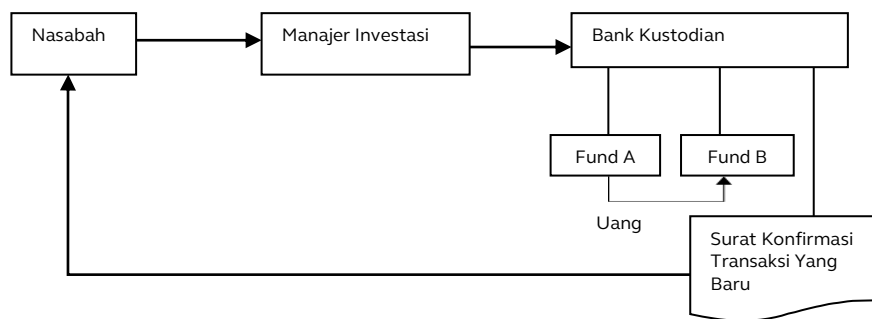 Nasabah
Manajer Investasi
Bank Kustodian
Fund A
Fund B
Uang
Surat Konfirmasi
Transaksi Yang
Baru